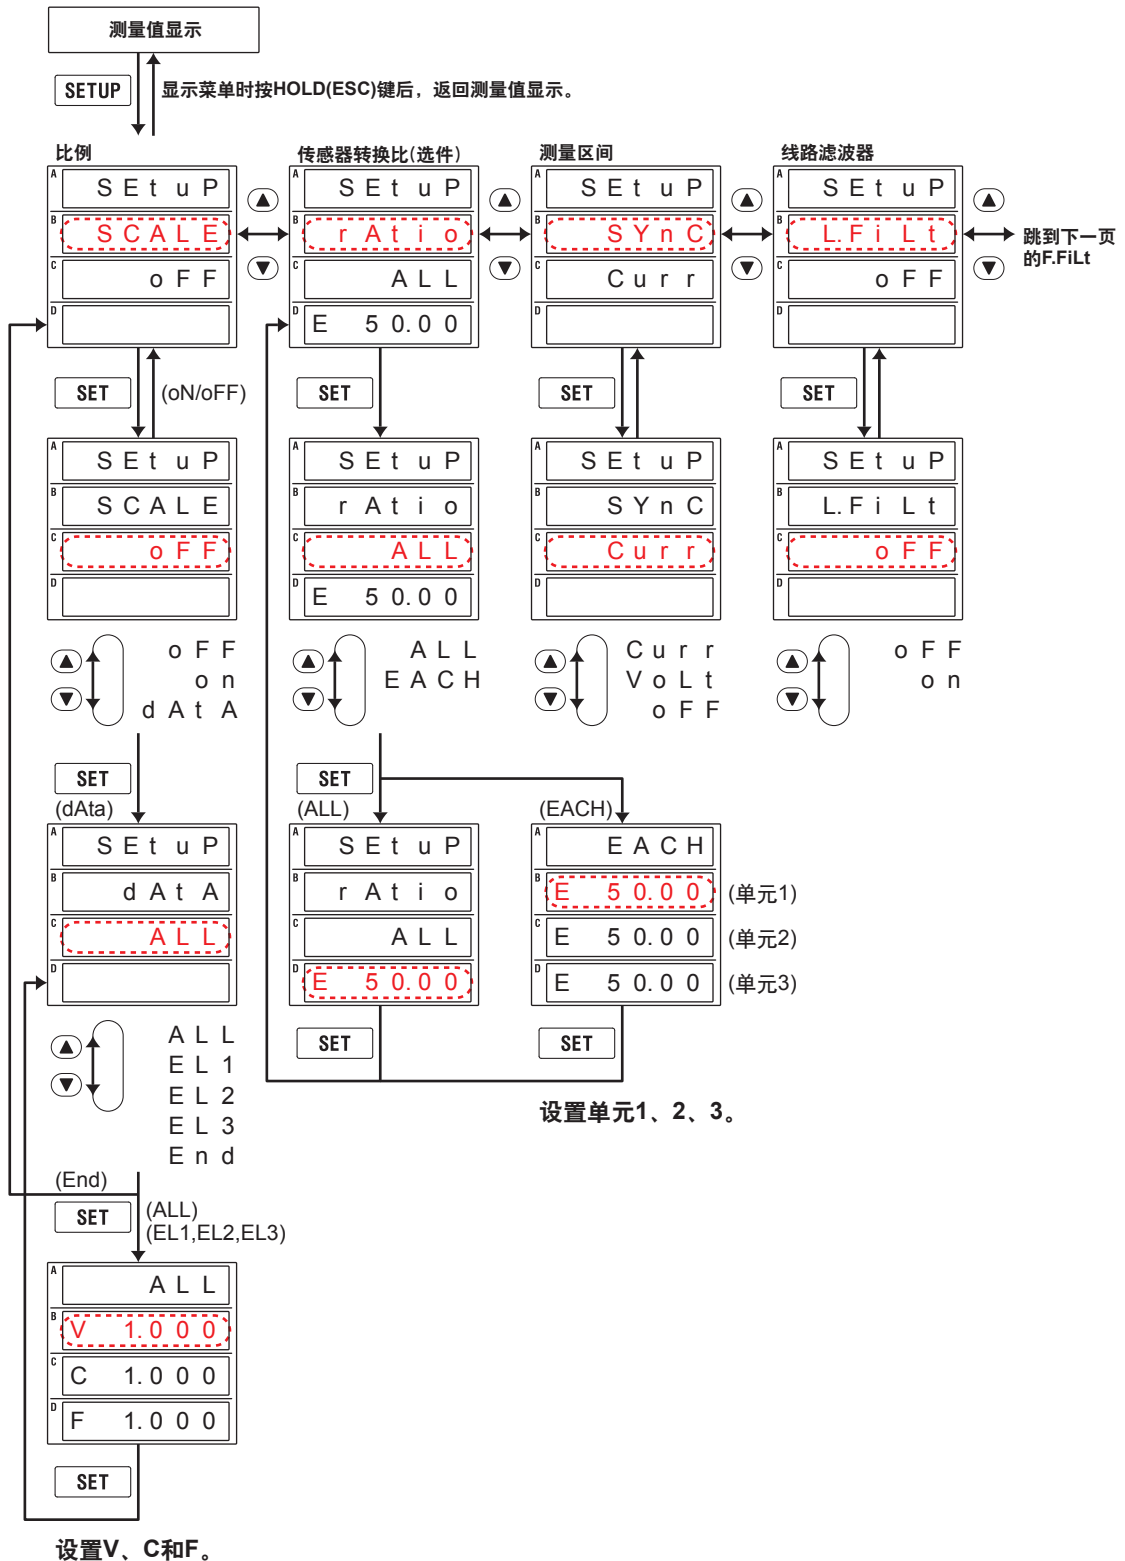 测量值显示
SETUP
显示菜单时按HOLD(ESC)键后，返回测量值显示。
比例
A SEtuP
B SCALE
C oFF
D
传感器转换比(选件)
A SEtuP
B rAtio
C ALL
D E 50.00
测量区间
A SEtuP
B SYnC
C Curr
D
线路滤波器
A SEtuP
B L.FiLt
C oFF
D
跳到下一页
的F.FiLt
SET
(oN/oFF)
SET
SET
SET
A SEtuP
B SCALE
C oFF
D
A SEtuP
B rAtio
C ALL
D E 50.00
A SEtuP
B SYnC
C Curr
D
A SEtuP
B L.FiLt
C oFF
D
oFF
on
dAtA
ALL
EACH
Curr
VoLt
oFF
oFF
on
SET
(dAta)
A SEtuP
B dAtA
C ALL
D
SET
(ALL)
A SEtuP
B rAtio
C ALL
D E 50.00
(EACH)
A EACH
B E 50.00 (单元1)
C E 50.00 (单元2)
D E 50.00 (单元3)
SET
SET
设置单元1、2、3。
ALL
EL1
EL2
EL3
End
(End)
SET
(ALL)
(EL1,EL2,EL3)
A ALL
B V 1.000
C C 1.000
D F 1.000
SET
设置V、C和F。